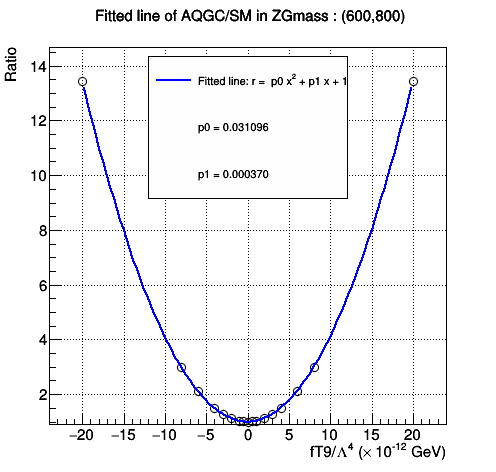 Fitted line of AQGC/SM in ZGmass : (600,800)
Ratio
Fitted line: r = p0 x² + p1 x + 1
p0 = 0.031096
p1 = 0.000370
14
12
10
8
6
4
2
−20 −15 −10 −5 0 5 10 15 20
fT9/Λ⁴ (× 10⁻¹² GeV)